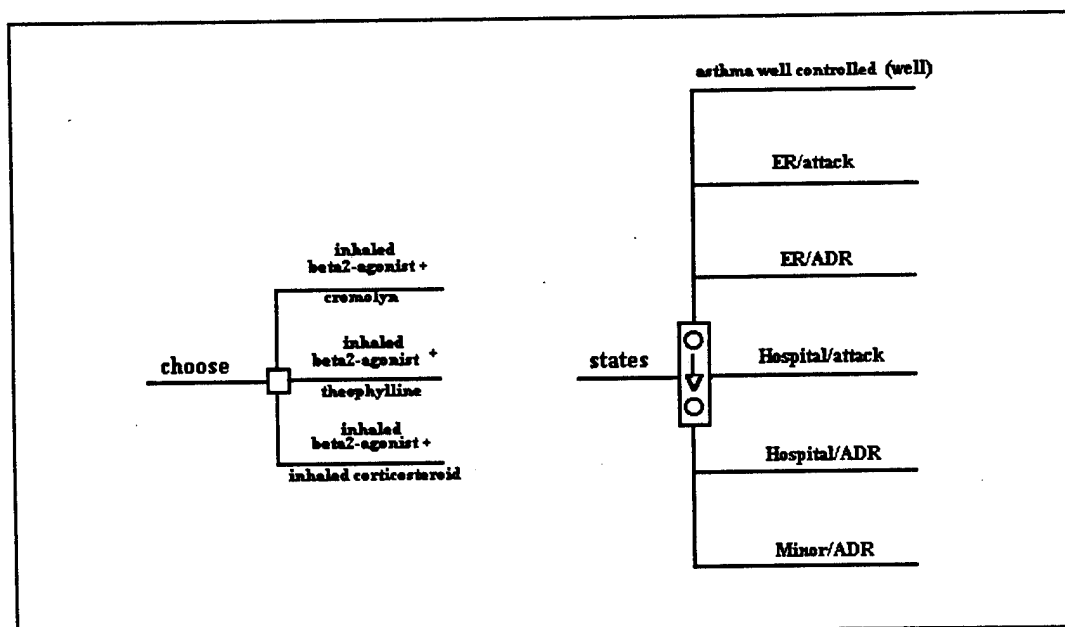 choose
inhaled
beta2-agonist +
cromolyn
inhaled
beta2-agonist +
theophylline
inhaled
beta2-agonist +
inhaled corticosteroid
states
asthma well controlled (well)
ER/attack
ER/ADR
Hospital/attack
Hospital/ADR
Minor/ADR